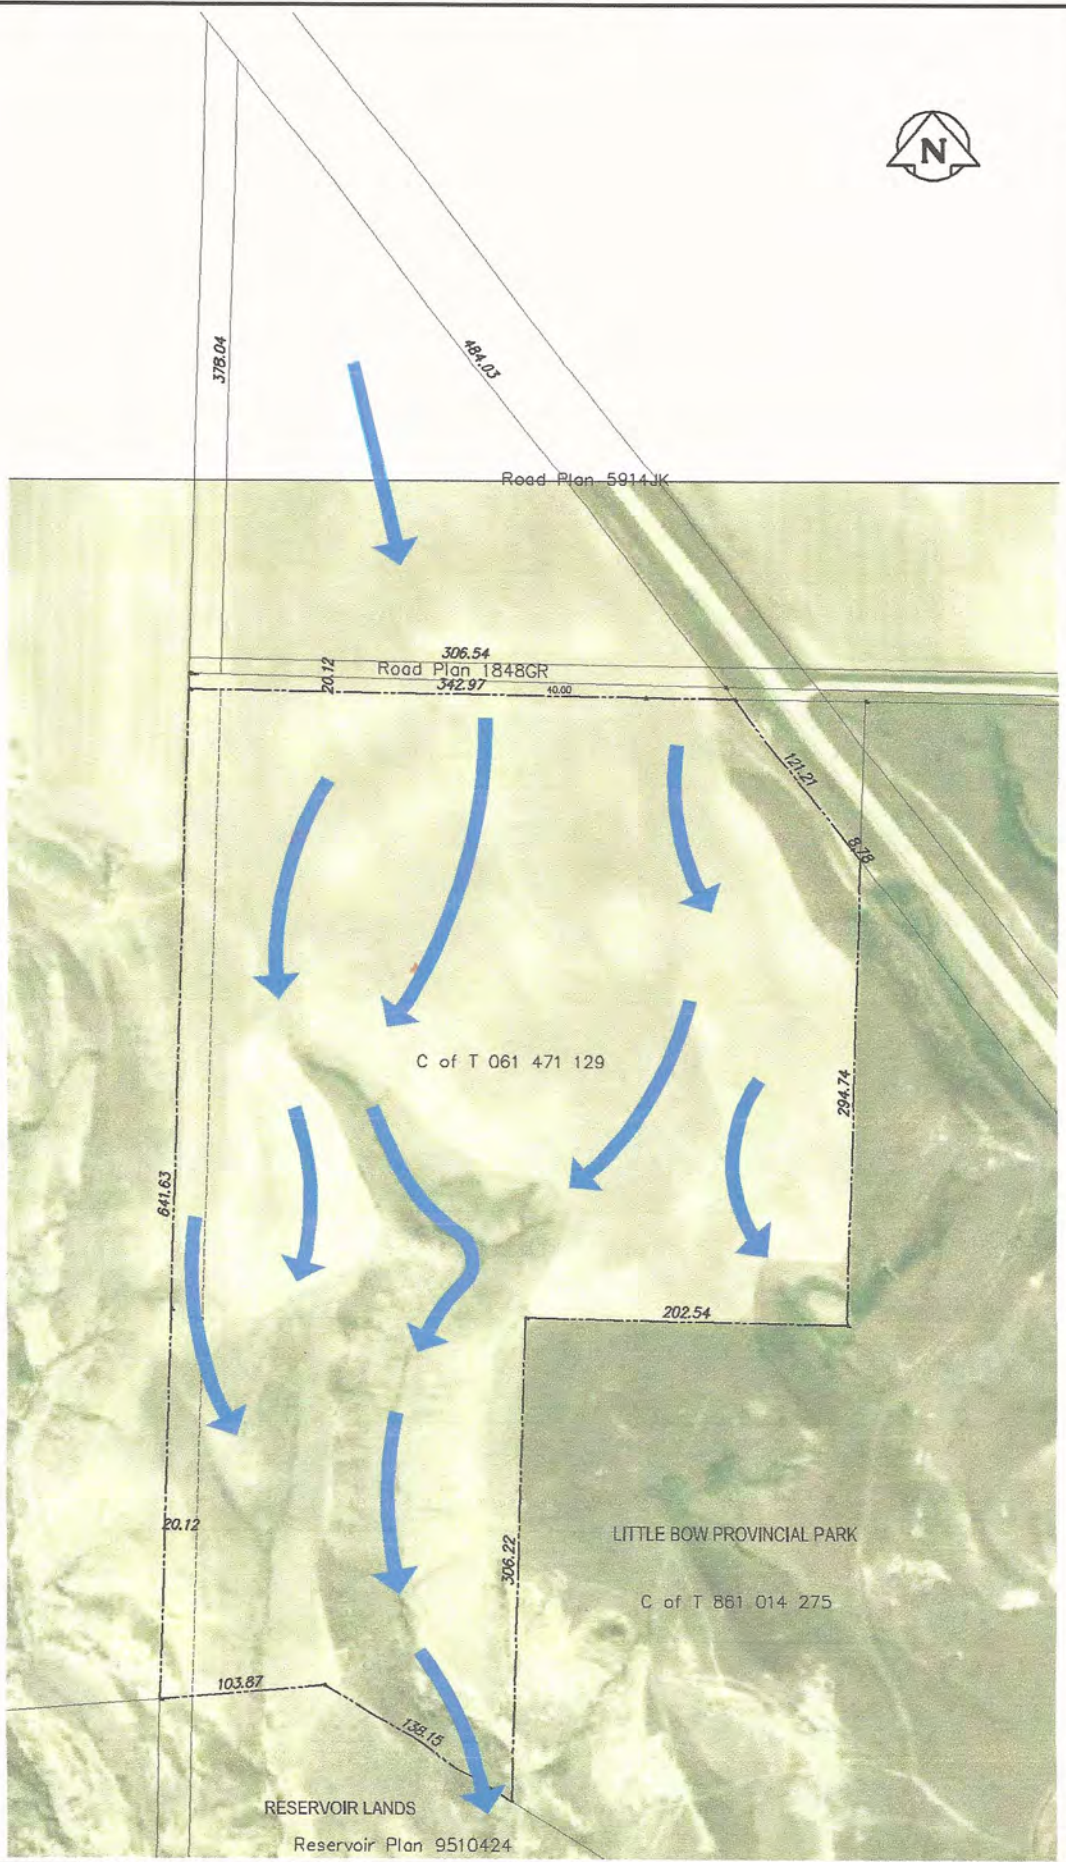 N
378.04
484.03
Road Plan 5914JK
306.54
20.12
Road Plan 1848GR
342.97
40.00
121.21
8.78
C of T 061 471 129
294.74
641.63
202.54
20.12
306.22
LITTLE BOW PROVINCIAL PARK
C of T 861 014 275
103.87
138.15
RESERVOIR LANDS
Reservoir Plan 9510424